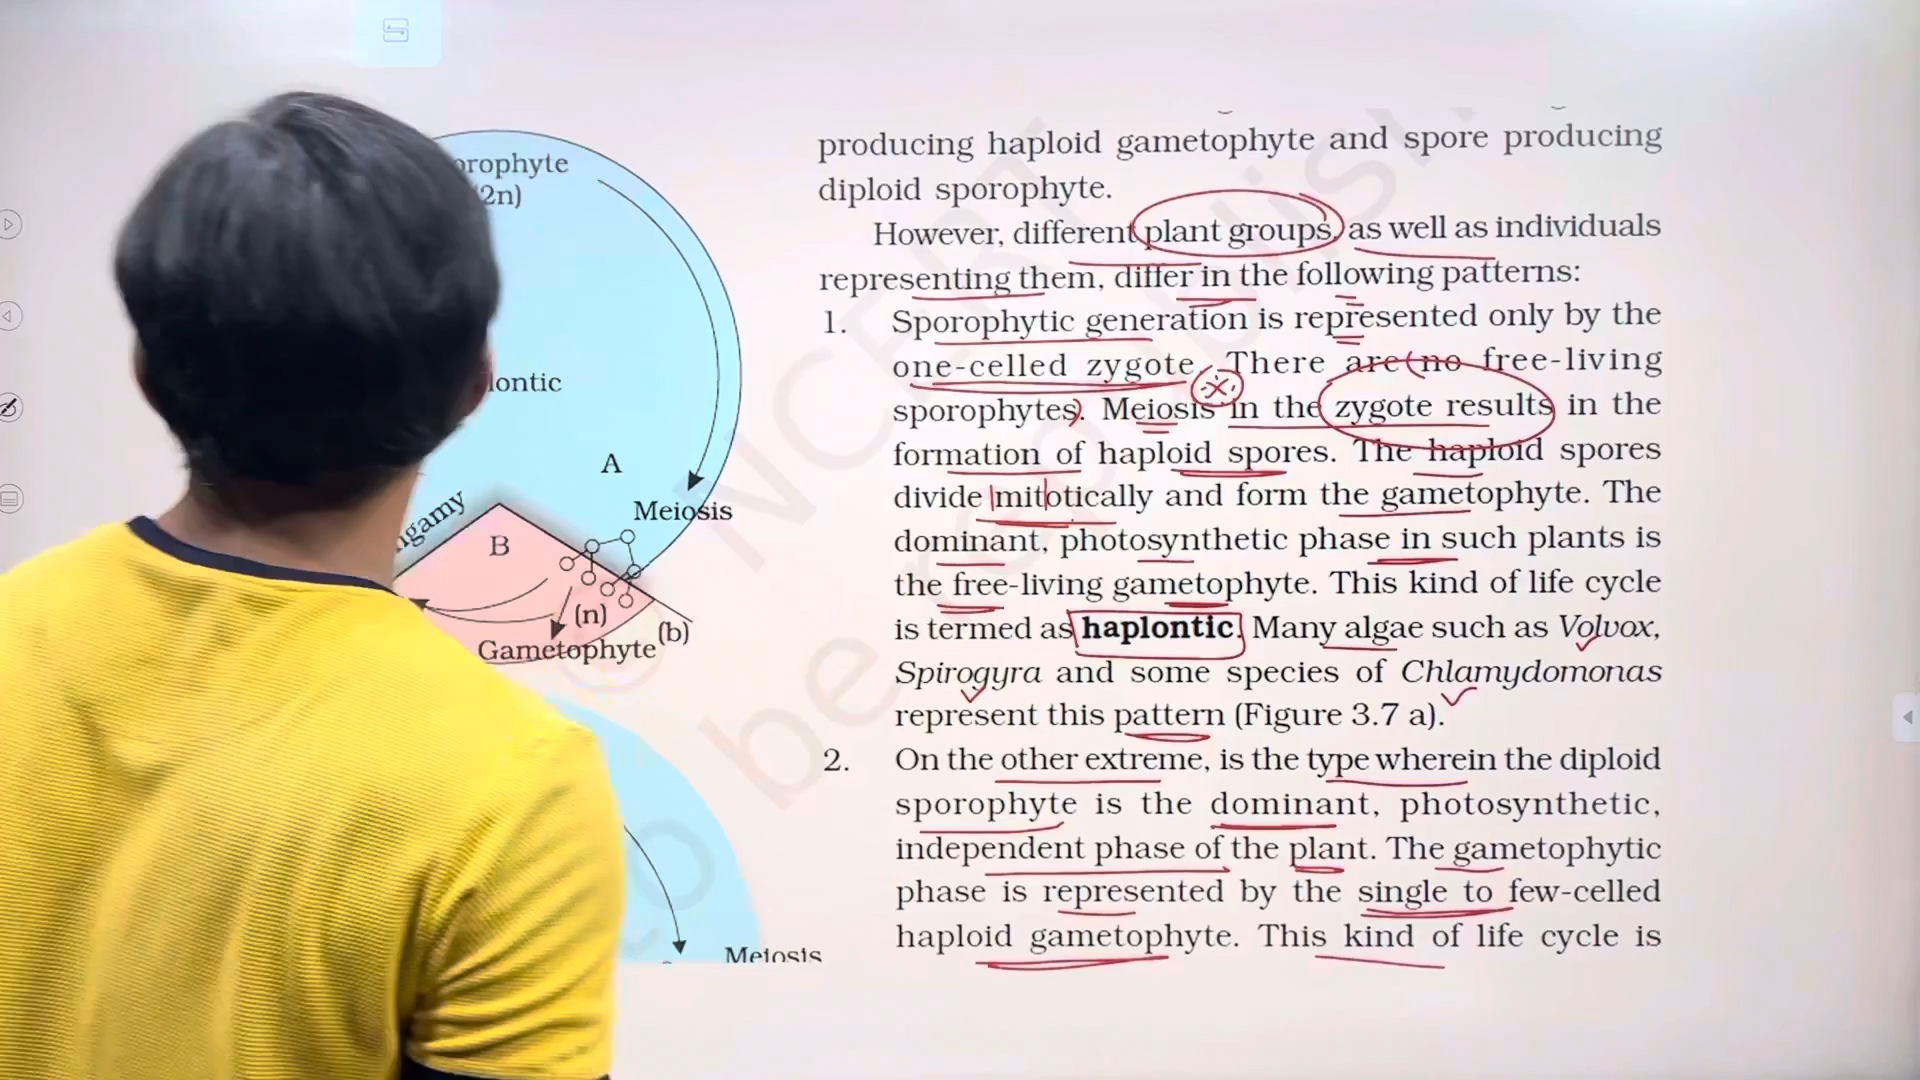 orophyte
2n)
lontic
A
Meiosis
ngamy
B
(n)
(b)
Gametophyte
Meiosis
producing haploid gametophyte and spore producing
diploid sporophyte.
However, different plant groups, as well as individuals
representing them, differ in the following patterns:
1. Sporophytic generation is represented only by the
one-celled zygote. There are no free-living
sporophytes. Meiosis in the zygote results in the
formation of haploid spores. The haploid spores
divide mitotically and form the gametophyte. The
dominant, photosynthetic phase in such plants is
the free-living gametophyte. This kind of life cycle
is termed as haplontic. Many algae such as Volvox,
Spirogyra and some species of Chlamydomonas
represent this pattern (Figure 3.7 a).
2. On the other extreme, is the type wherein the diploid
sporophyte is the dominant, photosynthetic,
independent phase of the plant. The gametophytic
phase is represented by the single to few-celled
haploid gametophyte. This kind of life cycle is
© NCERT
to be republished